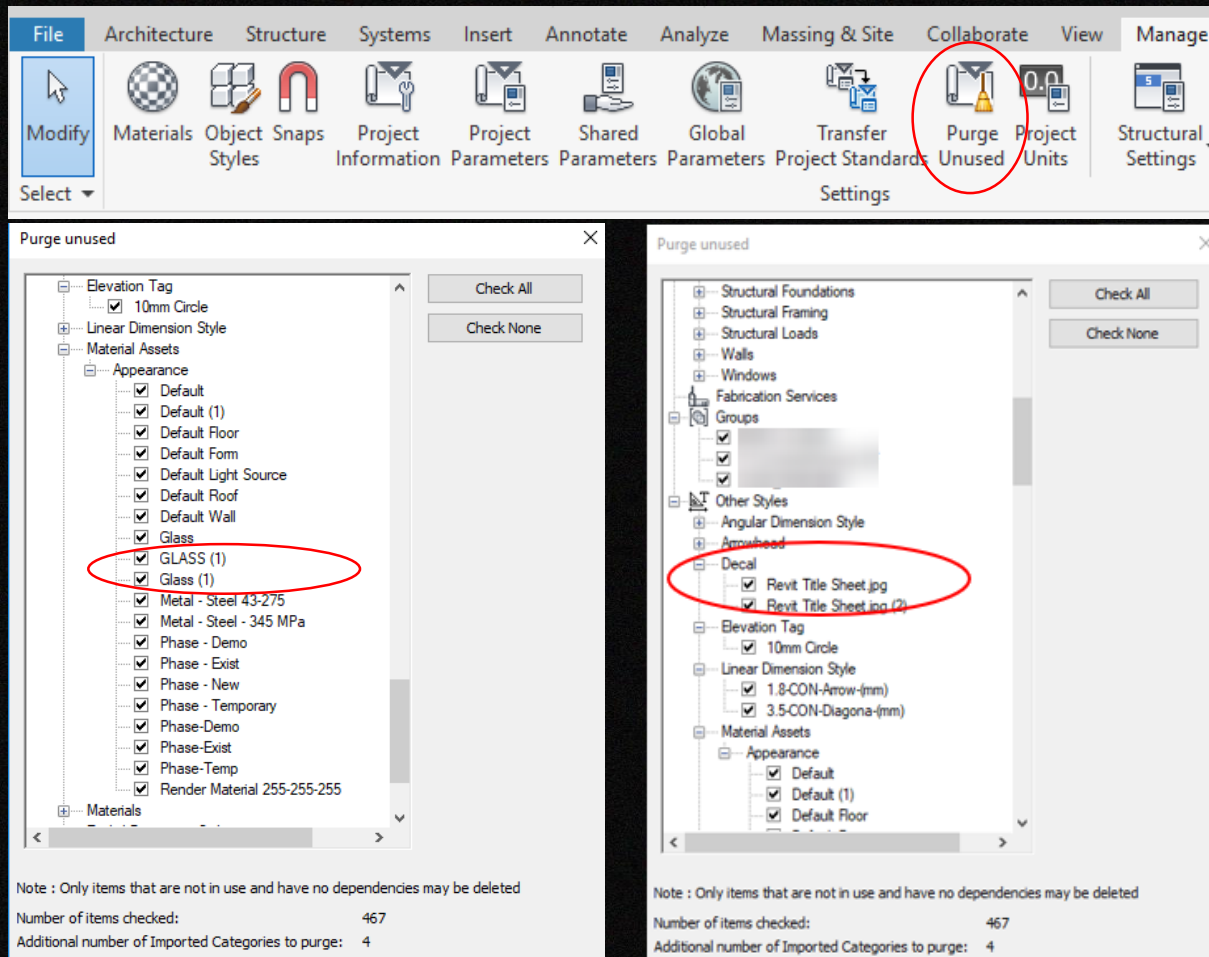 File Architecture Structure Systems Insert Annotate Analyze Massing & Site Collaborate View Manage
Modify Materials Object Styles Snaps Project Information Project Parameters Shared Parameters Global Parameters Transfer Project Standards Purge Unused 0.0 Project Units 5 Structural Settings
Select Settings
Purge unused
Elevation Tag
10mm Circle
Linear Dimension Style
Material Assets
Appearance
Default
Default (1)
Default Floor
Default Form
Default Light Source
Default Roof
Default Wall
Glass
GLASS (1)
Glass (1)
Metal - Steel 43-275
Metal - Steel - 345 MPa
Phase - Demo
Phase - Exist
Phase - New
Phase - Temporary
Phase-Demo
Phase-Exist
Phase-Temp
Render Material 255-255-255
Materials
Check All
Check None
Note : Only items that are not in use and have no dependencies may be deleted
Number of items checked: 467
Additional number of Imported Categories to purge: 4
Purge unused
Structural Foundations
Structural Framing
Structural Loads
Walls
Windows
Fabrication Services
Groups
Other Styles
Angular Dimension Style
Arrowhead
Decal
Revit Title Sheet.jpg
Revit Title Sheet.jpg (2)
Elevation Tag
10mm Circle
Linear Dimension Style
1.8-CON-Arrow-(mm)
3.5-CON-Diagona-(mm)
Material Assets
Appearance
Default
Default (1)
Default Floor
Check All
Check None
Note : Only items that are not in use and have no dependencies may be deleted
Number of items checked: 467
Additional number of Imported Categories to purge: 4